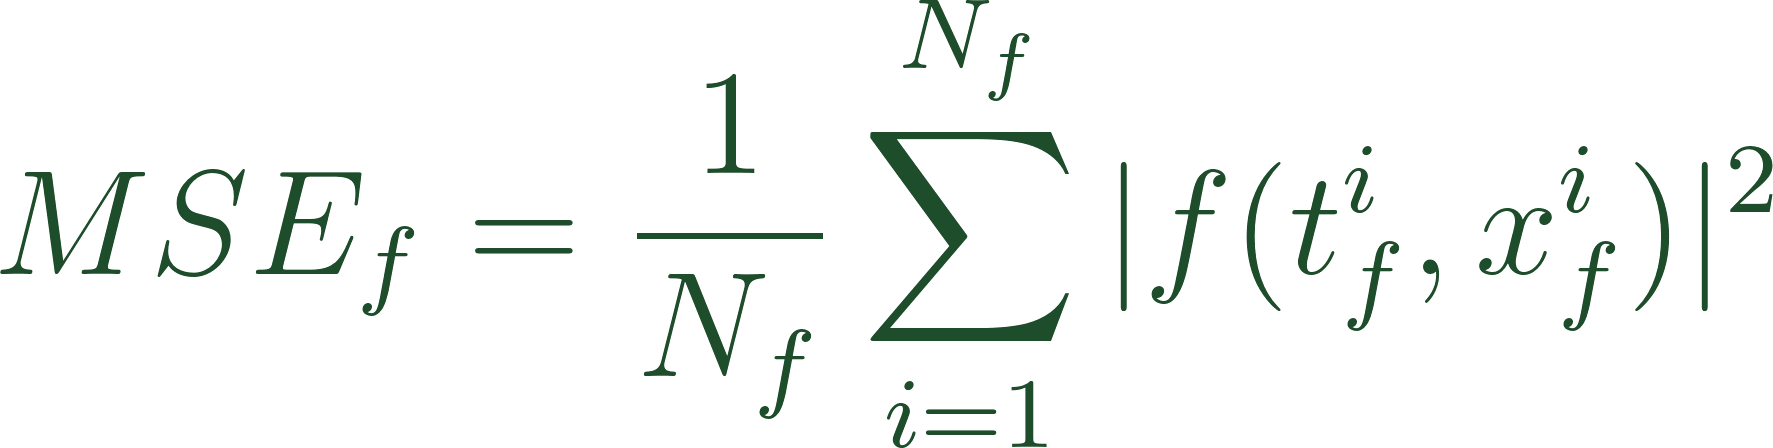 $MSE_f = \frac{1}{N_f} \sum_{i=1}^{N_f} |f(t_f^i, x_f^i)|^2$